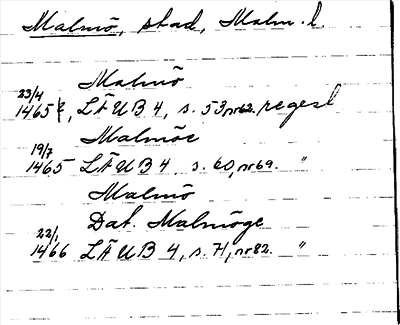 Malmö, stad, Malm. l.
Malmö
23/4
1465 , LÄUB 4, s. 53, nr 62. regest
Malmöe
19/7
1465 LÄUB 4 s. 60, nr 69. "
Malmö
Dat. Malmöge
22/1
1466 LÄUB 4, s. 71, nr 82. "